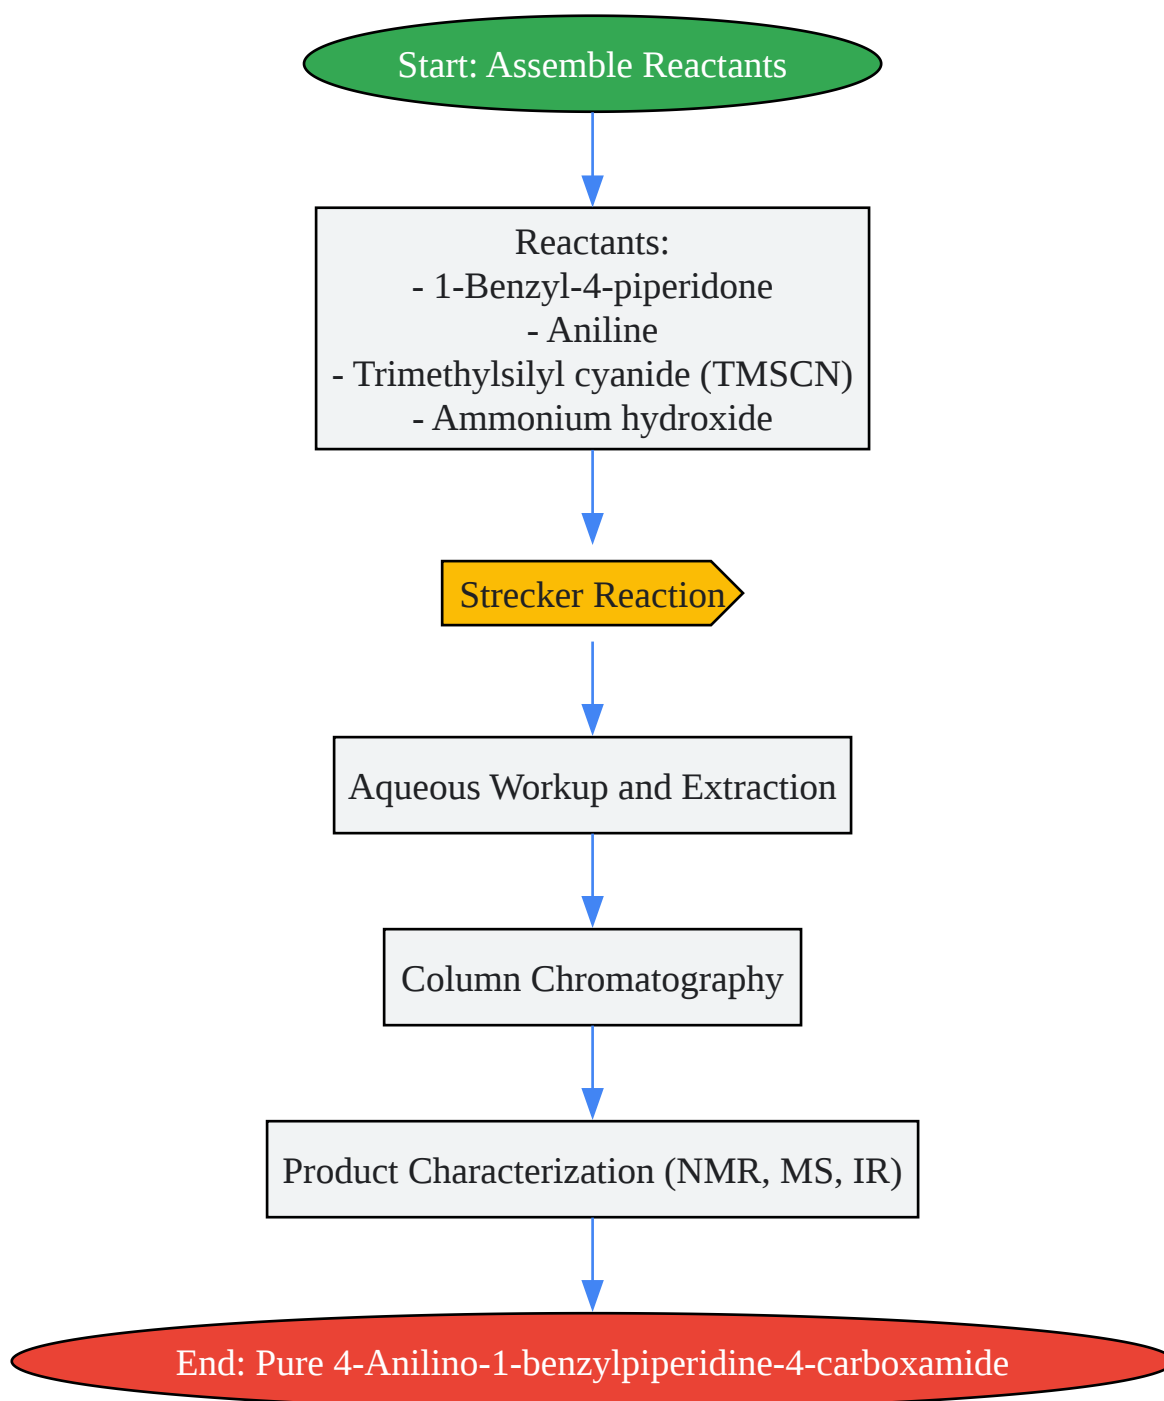 Start: Assemble Reactants
Reactants:
- 1-Benzyl-4-piperidone
- Aniline
- Trimethylsilyl cyanide (TMSCN)
- Ammonium hydroxide
Strecker Reaction
Aqueous Workup and Extraction
Column Chromatography
Product Characterization (NMR, MS, IR)
End: Pure 4-Anilino-1-benzylpiperidine-4-carboxamide